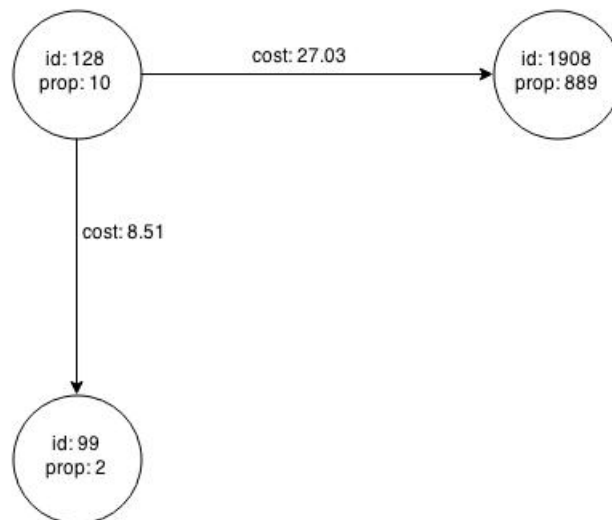 id: 128
prop: 10
cost: 27.03
id: 1908
prop: 889
cost: 8.51
id: 99
prop: 2